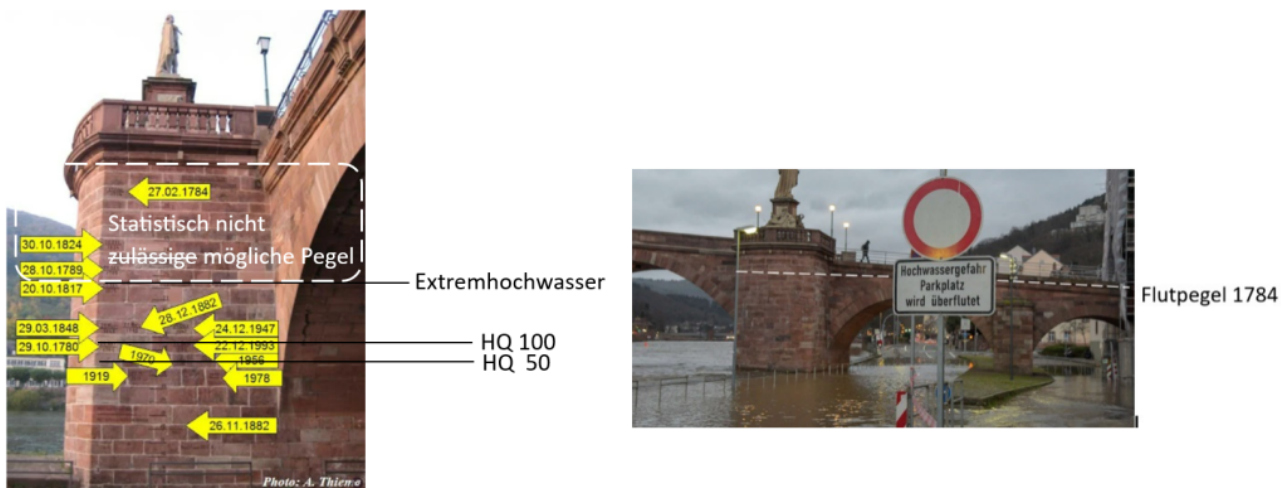 27.02.1784
Statistisch nicht
zulässige mögliche Pegel
30.10.1824
28.10.1789
20.10.1817
Extremhochwasser
28.12.1882
29.03.1848
24.12.1947
29.10.1780
22.12.1993
HQ 100
1970
1956
HQ 50
1919
1978
26.11.1882
Photo: A. Thiemo
Hochwassergefahr
Parkplatz
wird überflutet
Flutpegel 1784